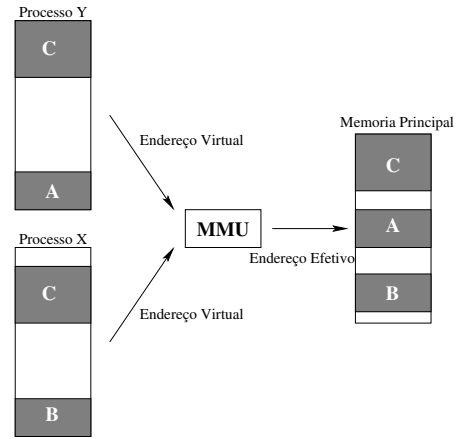 Processo Y
C
A
Endereço Virtual
Processo X
C
B
Endereço Virtual
MMU
Endereço Efetivo
Memoria Principal
C
A
B